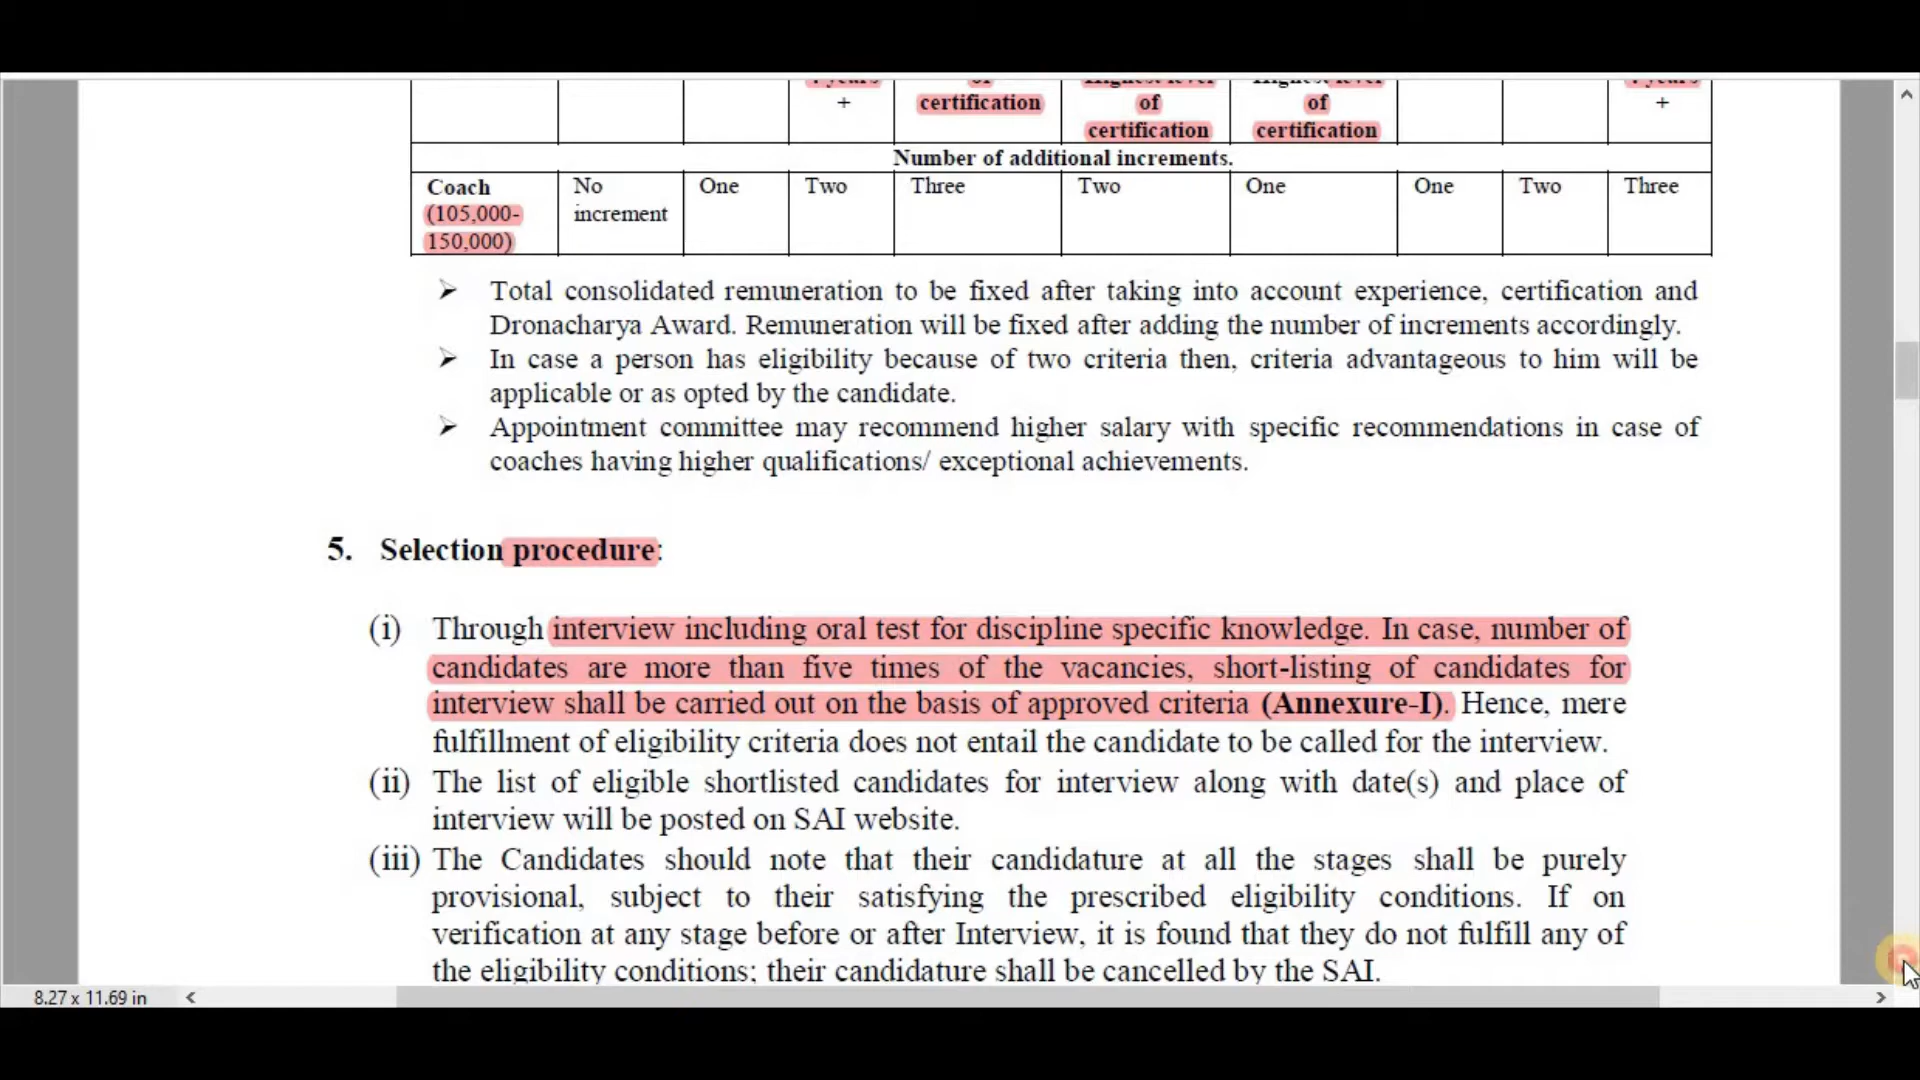 + certification of of +
certification certification
Number of additional increments.
Coach No One Two Three Two One One Two Three
(105,000- increment
150,000)
➢ Total consolidated remuneration to be fixed after taking into account experience, certification and
Dronacharya Award. Remuneration will be fixed after adding the number of increments accordingly.
➢ In case a person has eligibility because of two criteria then, criteria advantageous to him will be
applicable or as opted by the candidate.
➢ Appointment committee may recommend higher salary with specific recommendations in case of
coaches having higher qualifications/ exceptional achievements.
5. Selection procedure:
(i) Through interview including oral test for discipline specific knowledge. In case, number of
candidates are more than five times of the vacancies, short-listing of candidates for
interview shall be carried out on the basis of approved criteria (Annexure-I). Hence, mere
fulfillment of eligibility criteria does not entail the candidate to be called for the interview.
(ii) The list of eligible shortlisted candidates for interview along with date(s) and place of
interview will be posted on SAI website.
(iii) The Candidates should note that their candidature at all the stages shall be purely
provisional, subject to their satisfying the prescribed eligibility conditions. If on
verification at any stage before or after Interview, it is found that they do not fulfill any of
the eligibility conditions; their candidature shall be cancelled by the SAI.
8.27 x 11.69 in